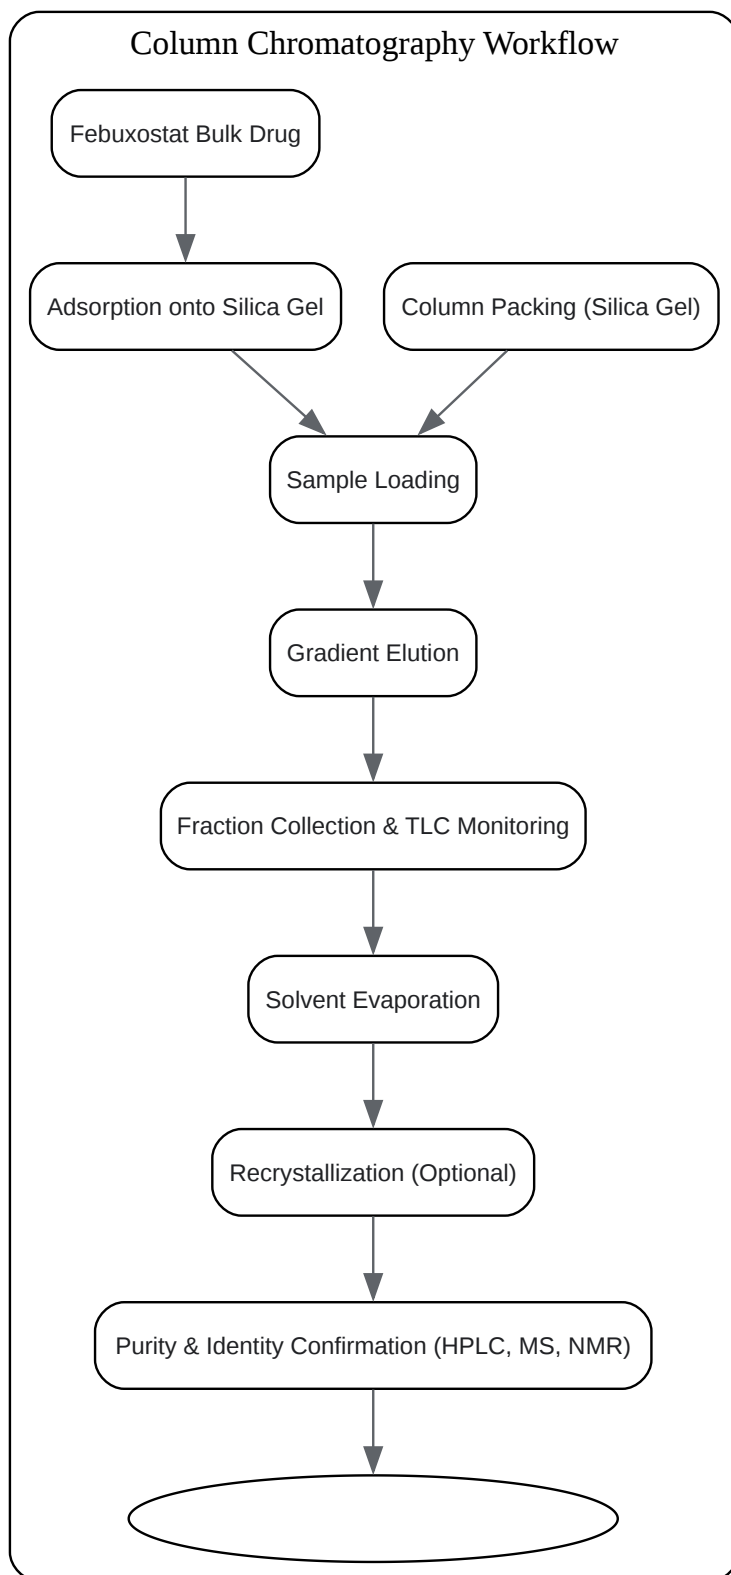 Column Chromatography Workflow
Febuxostat Bulk Drug
Adsorption onto Silica Gel
Column Packing (Silica Gel)
Sample Loading
Gradient Elution
Fraction Collection & TLC Monitoring
Solvent Evaporation
Recrystallization (Optional)
Purity & Identity Confirmation (HPLC, MS, NMR)